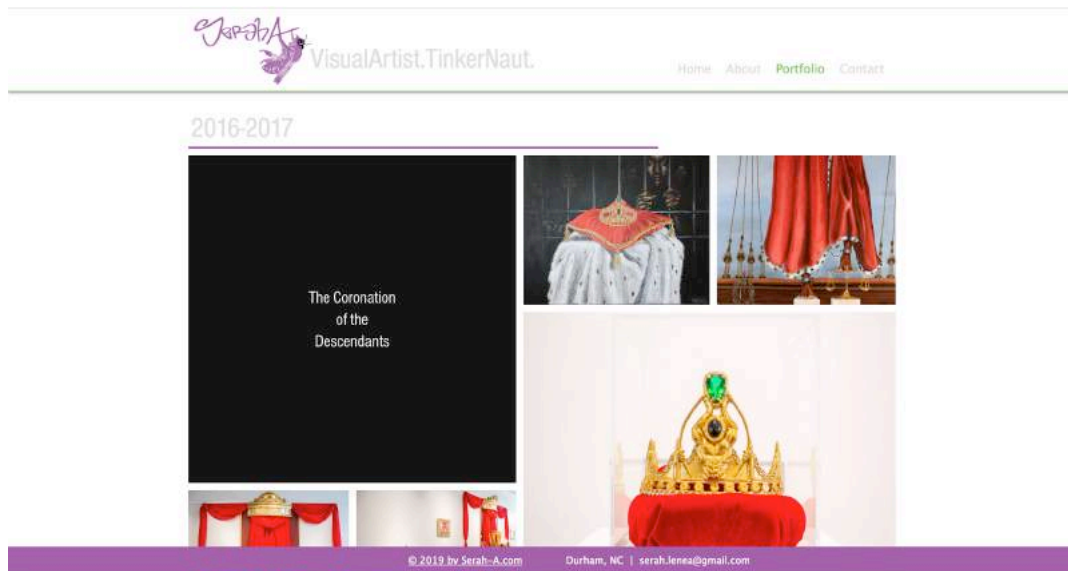 SerahA
VisualArtist.TinkerNaut.
Home About Portfolio Contact
2016-2017
The Coronation
of the
Descendants
© 2019 by Serah-A.com Durham, NC | serah.lenea@gmail.com